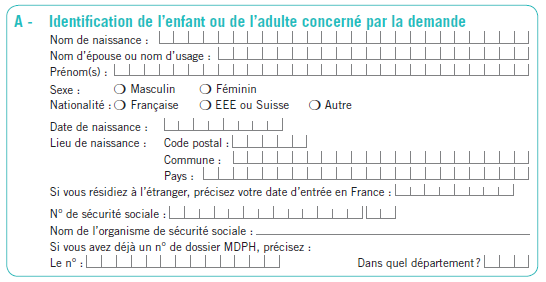 A - Identification de l'enfant ou de l'adulte concerné par la demande
Nom de naissance :
Nom d'épouse ou nom d'usage :
Prénom(s) :
Sexe : Masculin Féminin
Nationalité : Française EEE ou Suisse Autre
Date de naissance :
Lieu de naissance : Code postal :
Commune :
Pays :
Si vous résidiez à l'étranger, précisez votre date d'entrée en France :
N° de sécurité sociale :
Nom de l'organisme de sécurité sociale :
Si vous avez déjà un n° de dossier MDPH, précisez :
Le n° : Dans quel département?